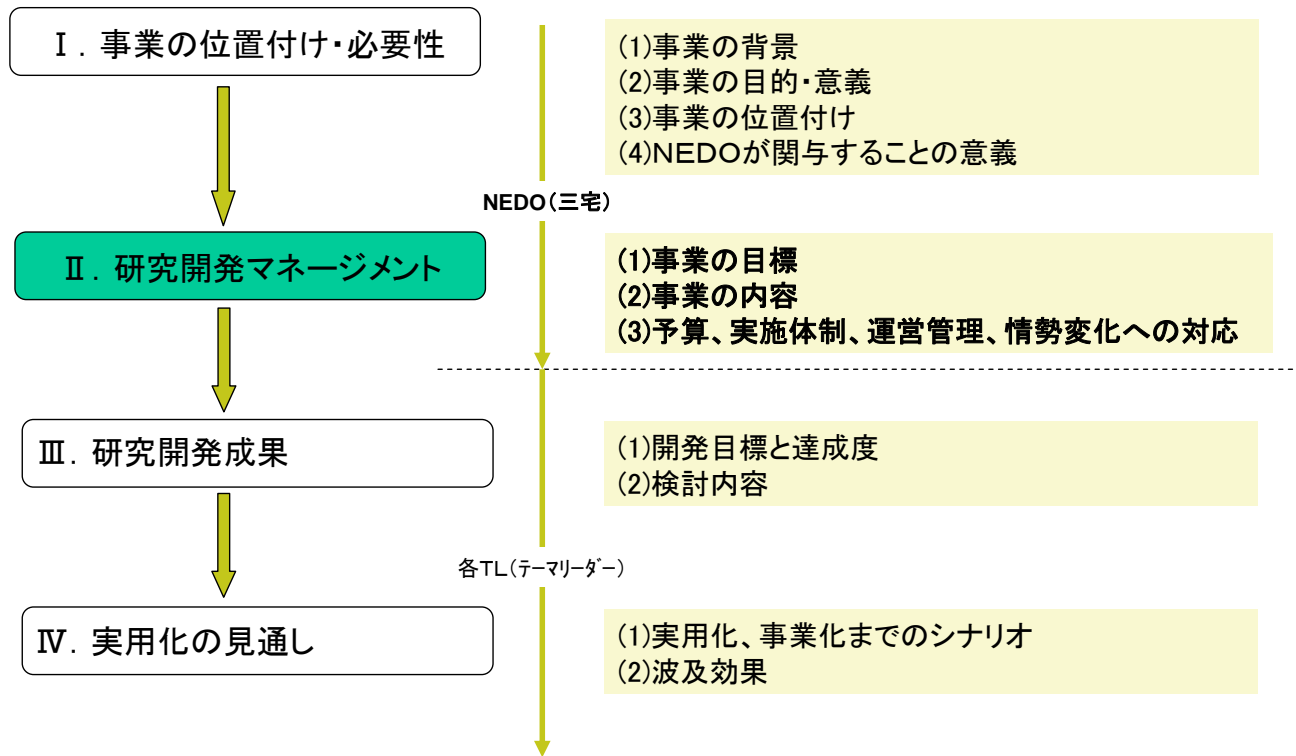 Ⅰ．事業の位置付け・必要性
(1)事業の背景
(2)事業の目的・意義
(3)事業の位置付け
(4)NEDOが関与することの意義
NEDO（三宅）
Ⅱ．研究開発マネージメント
(1)事業の目標
(2)事業の内容
(3)予算、実施体制、運営管理、情勢変化への対応
Ⅲ．研究開発成果
(1)開発目標と達成度
(2)検討内容
各TL（ﾃｰﾏﾘｰﾀﾞｰ）
Ⅳ．実用化の見通し
(1)実用化、事業化までのシナリオ
(2)波及効果